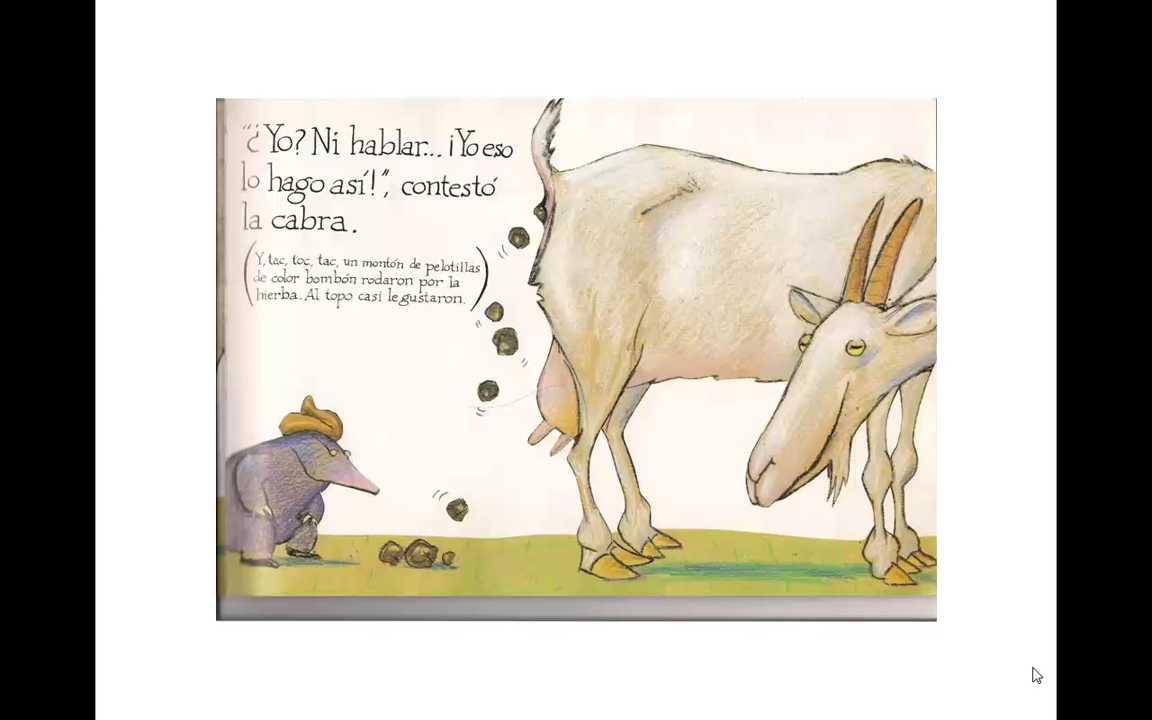 "¿Yo? Ni hablar... ¡Yo eso
lo hago así!", contestó
la cabra.
(Y, tac, toc, tac, un montón de pelotillas
de color bombón rodaron por la
hierba. Al topo casi le gustaron.)